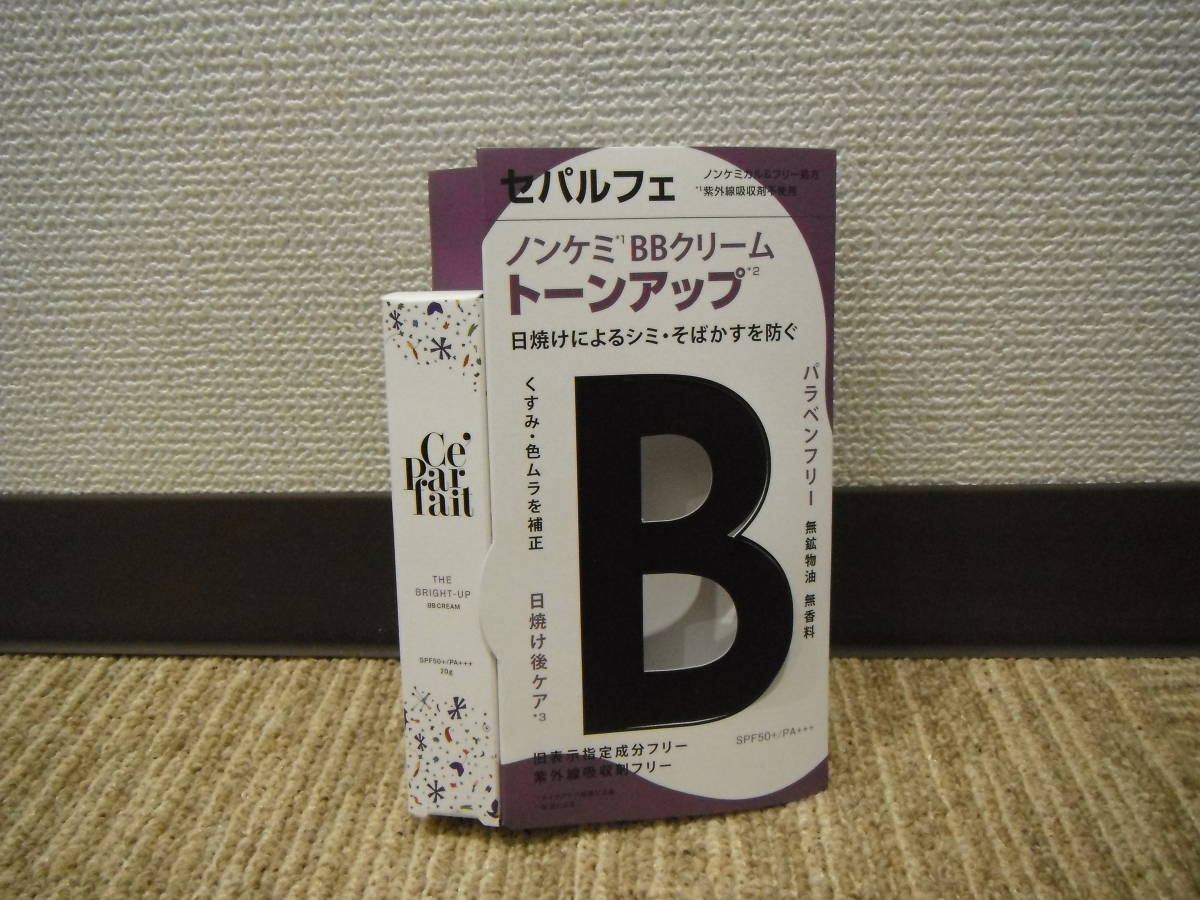 セパルフェ
ノンケミカル&フリー処方
*1紫外線吸収剤不使用
ノンケミ*1 BBクリーム
トーンアップ*2
日焼けによるシミ・そばかすを防ぐ
くすみ・色ムラを補正
日焼け後ケア*3
B
パラベンフリー
無鉱物油 無香料
SPF50+/PA+++
旧表示指定成分フリー
紫外線吸収剤フリー
Ce
Par
fait
THE
BRIGHT-UP
BB CREAM
SPF50+/PA+++
20g